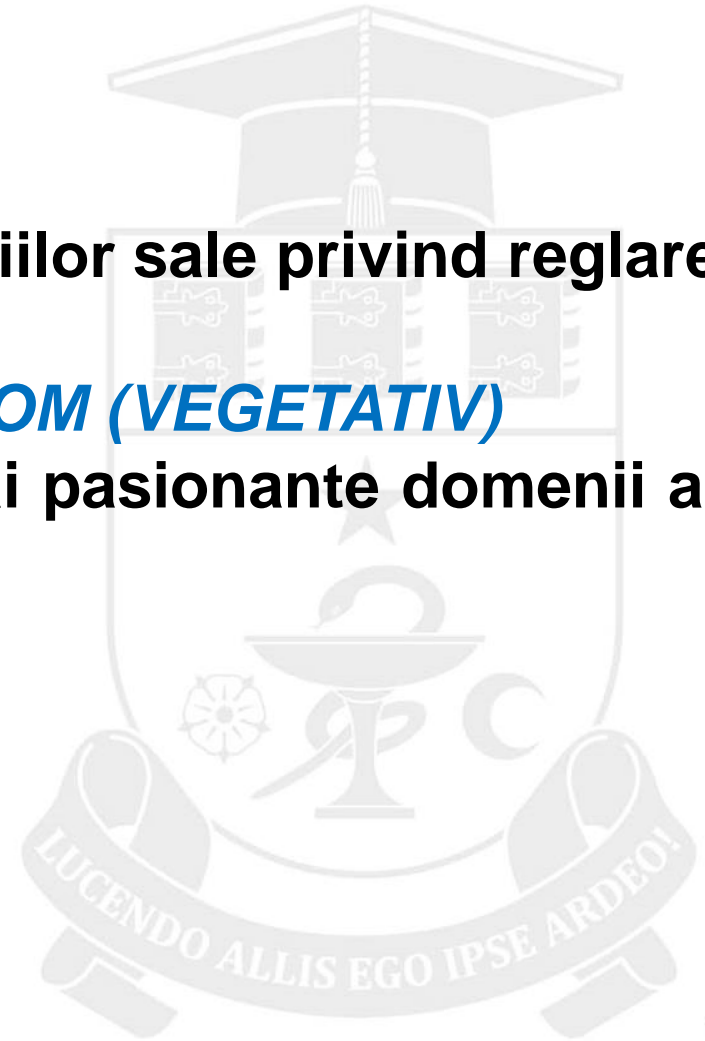 iilor sale privind reglare
OM (VEGETATIV)
i pasionante domenii a
LUCENDO ALLIS EGO IPSE ARDEO!